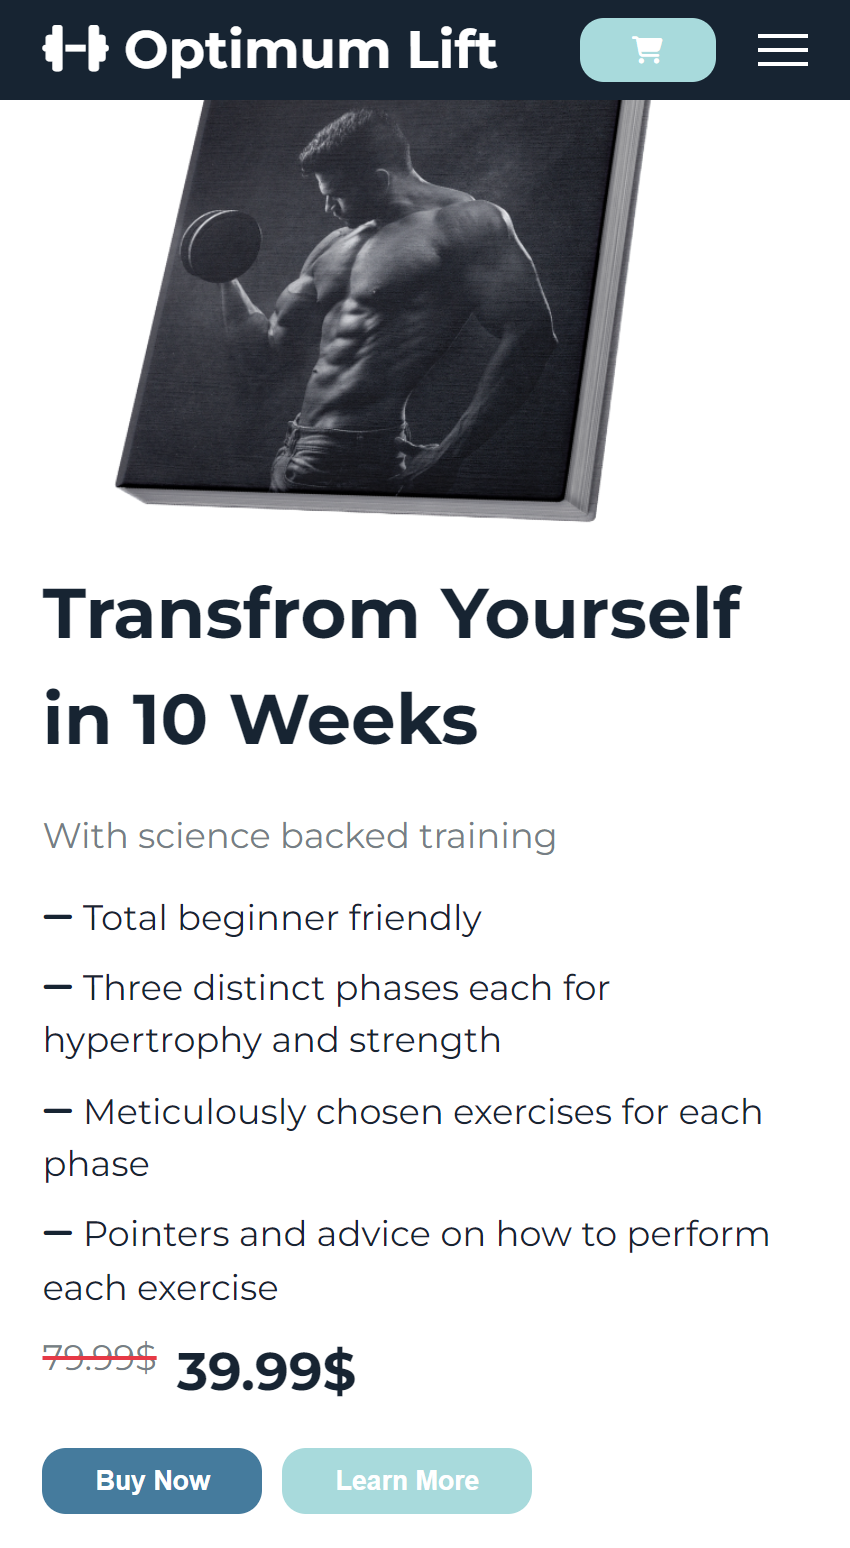 Optimum Lift
Transfrom Yourself
in 10 Weeks
With science backed training
— Total beginner friendly
— Three distinct phases each for
hypertrophy and strength
— Meticulously chosen exercises for each
phase
— Pointers and advice on how to perform
each exercise
79.99$ 39.99$
Buy Now Learn More